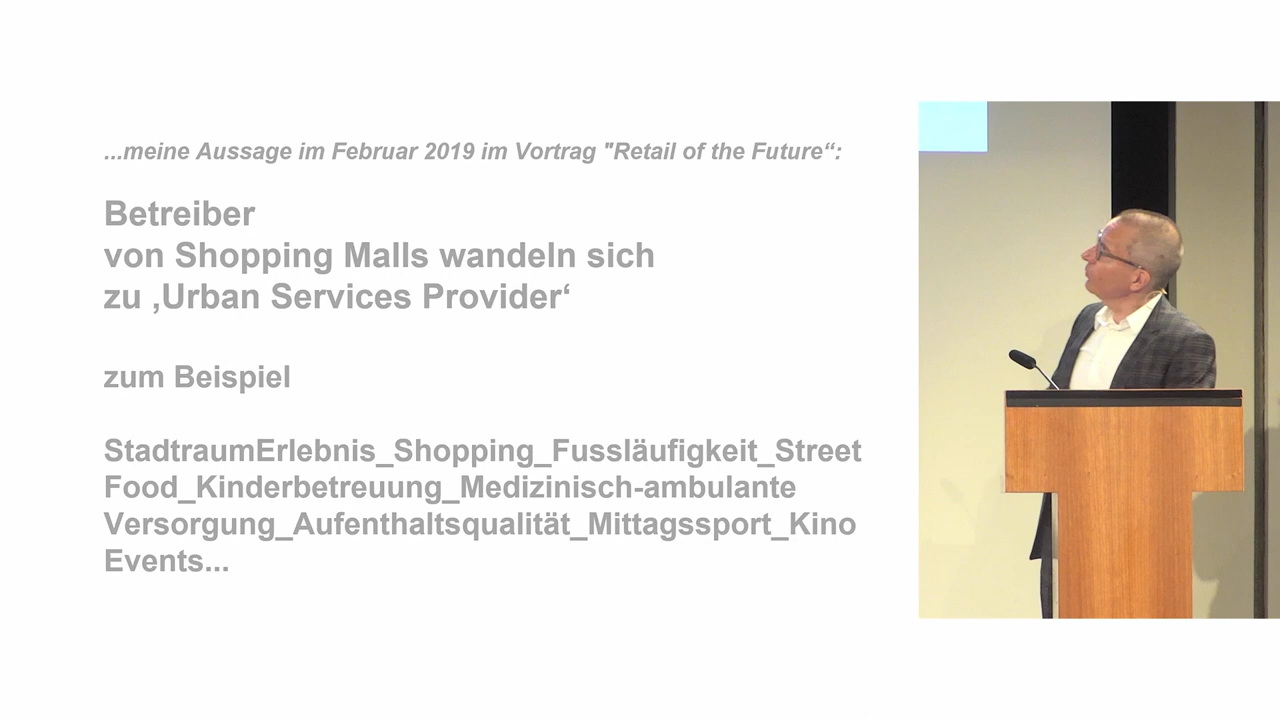 ...meine Aussage im Februar 2019 im Vortrag "Retail of the Future“:
Betreiber
von Shopping Malls wandeln sich
zu ‚Urban Services Provider‘
zum Beispiel
StadtraumErlebnis_Shopping_Fussläufigkeit_Street
Food_Kinderbetreuung_Medizinisch-ambulante
Versorgung_Aufenthaltsqualität_Mittagssport_Kino
Events...